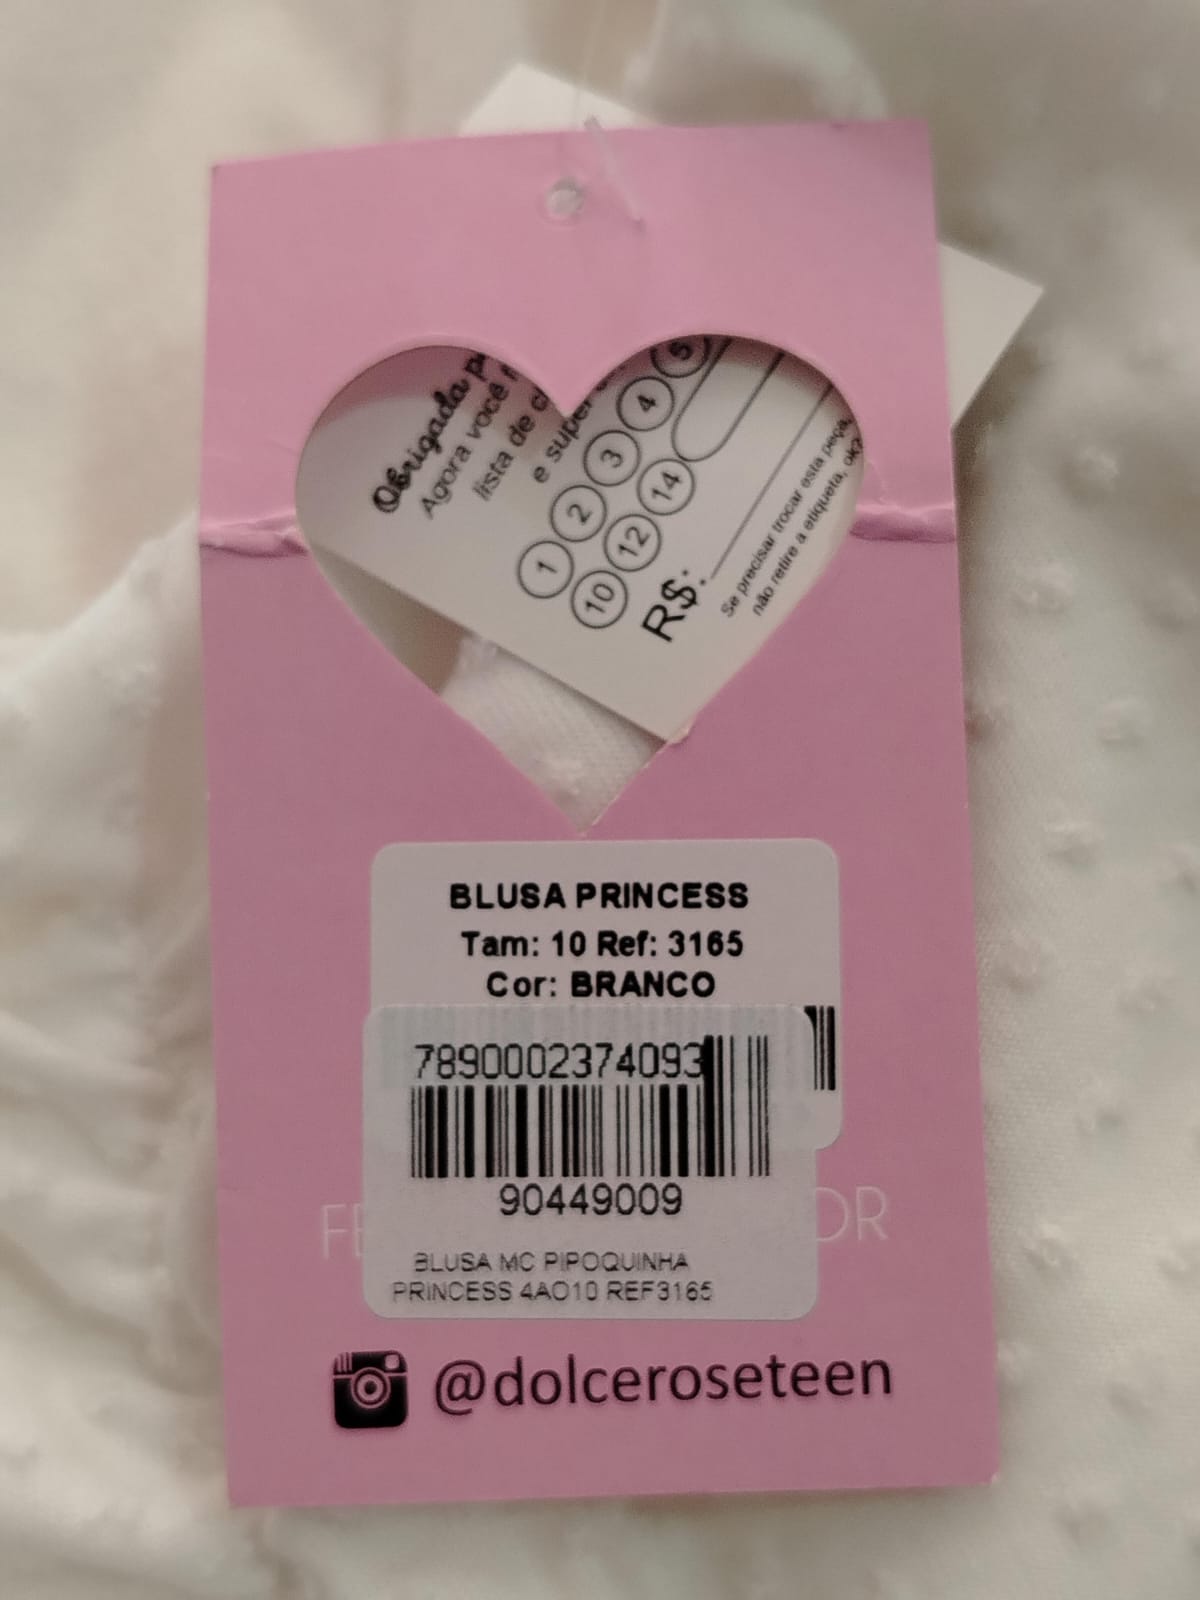 Obrigada
Agora você
lista de
e super
1 2 3 4 5
10 12 14
R$:
Se precisar trocar esta peça,
não retire a etiqueta, ok?
BLUSA PRINCESS
Tam: 10 Ref: 3165
Cor: BRANCO
7890002374093
90449009
BLUSA MC PIPOQUINHA
PRINCESS 4AO10 REF3165
@dolceroseteen